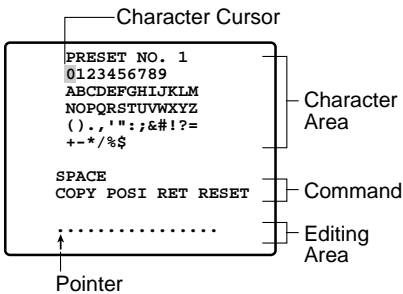 Character Cursor
PRESET NO. 1
0123456789
ABCDEFGHIJKLM
NOPQRSTUVWXYZ
().,'":;&#!?=
+-*/%$
Character
Area
SPACE
COPY POSI RET RESET
Command
................
Editing
Area
Pointer